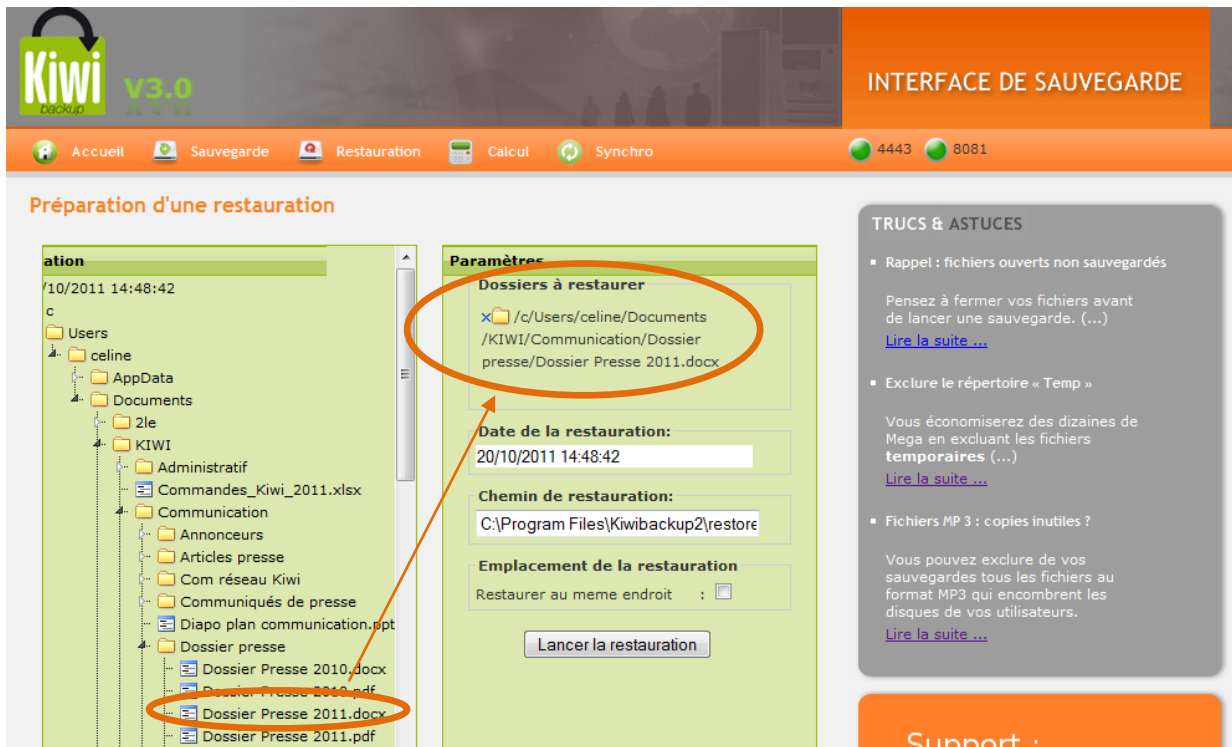 Kiwi
backup
V3.0
INTERFACE DE SAUVEGARDE
Accueil
Sauvegarde
Restauration
Calcul
Synchro
4443
8081
Préparation d'une restauration
ation
/10/2011 14:48:42
c
Users
celine
AppData
Documents
2le
KIWI
Administratif
Commandes_Kiwi_2011.xlsx
Communication
Annonceurs
Articles presse
Com réseau Kiwi
Communiqués de presse
Diapo plan communication.ppt
Dossier presse
Dossier Presse 2010.docx
Dossier Presse 2010.pdf
Dossier Presse 2011.docx
Dossier Presse 2011.pdf
Paramètres
Dossiers à restaurer
x /c/Users/celine/Documents
/KIWI/Communication/Dossier
presse/Dossier Presse 2011.docx
Date de la restauration:
20/10/2011 14:48:42
Chemin de restauration:
C:\Program Files\Kiwibackup2\restore
Emplacement de la restauration
Restaurer au meme endroit :
Lancer la restauration
TRUCS & ASTUCES
Rappel : fichiers ouverts non sauvegardés
Pensez à fermer vos fichiers avant
de lancer une sauvegarde. (...)
Lire la suite ...
Exclure le répertoire « Temp »
Vous économiserez des dizaines de
Mega en excluant les fichiers
temporaires (...)
Lire la suite ...
Fichiers MP 3 : copies inutiles ?
Vous pouvez exclure de vos
sauvegardes tous les fichiers au
format MP3 qui encombrent les
disques de vos utilisateurs.
Lire la suite ...
Support :